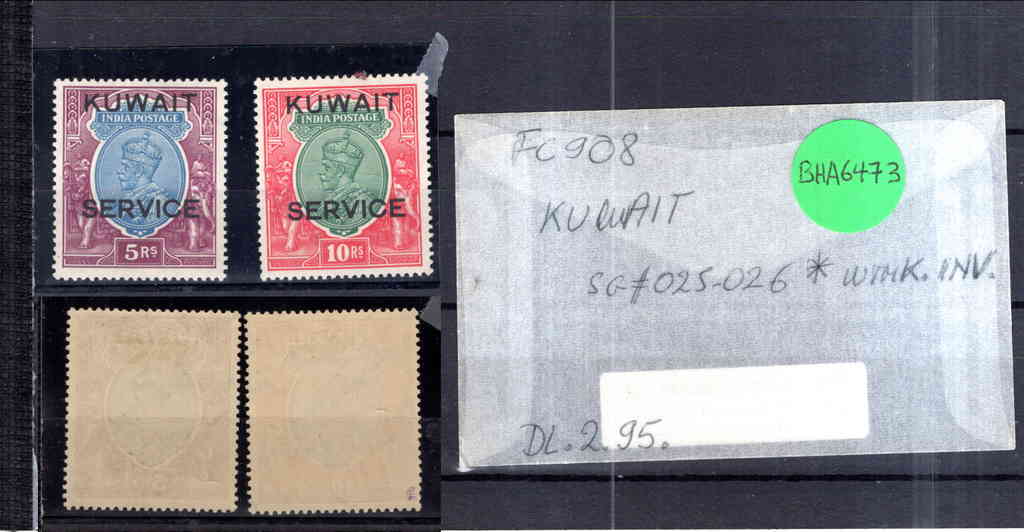 KUWAIT
INDIA POSTAGE
SERVICE
5 Rs
KUWAIT
INDIA POSTAGE
SERVICE
10 Rs
FC908
BHA6473
KUWAIT
SG#025-026 * WMK. INV.
DL.2.95.